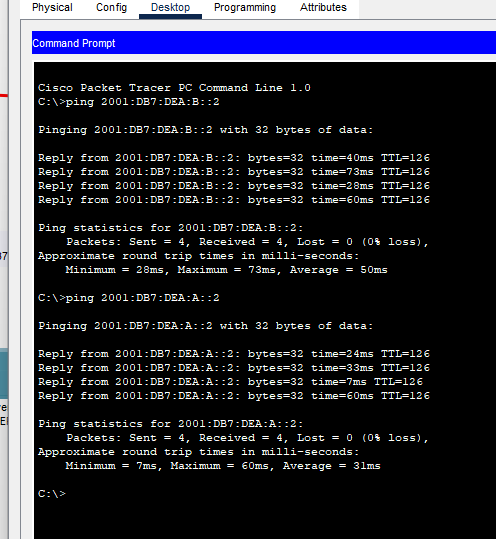 Physical Config Desktop Programming Attributes
Command Prompt
Cisco Packet Tracer PC Command Line 1.0
C:\>ping 2001:DB7:DEA:B::2
Pinging 2001:DB7:DEA:B::2 with 32 bytes of data:
Reply from 2001:DB7:DEA:B::2: bytes=32 time=40ms TTL=126
Reply from 2001:DB7:DEA:B::2: bytes=32 time=73ms TTL=126
Reply from 2001:DB7:DEA:B::2: bytes=32 time=28ms TTL=126
Reply from 2001:DB7:DEA:B::2: bytes=32 time=60ms TTL=126
Ping statistics for 2001:DB7:DEA:B::2:
Packets: Sent = 4, Received = 4, Lost = 0 (0% loss),
Approximate round trip times in milli-seconds:
Minimum = 28ms, Maximum = 73ms, Average = 50ms
C:\>ping 2001:DB7:DEA:A::2
Pinging 2001:DB7:DEA:A::2 with 32 bytes of data:
Reply from 2001:DB7:DEA:A::2: bytes=32 time=24ms TTL=126
Reply from 2001:DB7:DEA:A::2: bytes=32 time=33ms TTL=126
Reply from 2001:DB7:DEA:A::2: bytes=32 time=7ms TTL=126
Reply from 2001:DB7:DEA:A::2: bytes=32 time=60ms TTL=126
Ping statistics for 2001:DB7:DEA:A::2:
Packets: Sent = 4, Received = 4, Lost = 0 (0% loss),
Approximate round trip times in milli-seconds:
Minimum = 7ms, Maximum = 60ms, Average = 31ms
C:\>